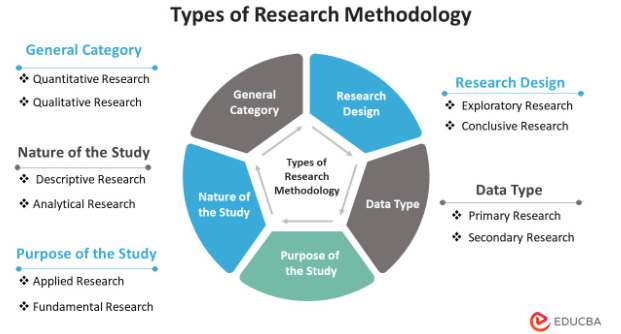 Types of Research Methodology
General Category
❖ Quantitative Research
❖ Qualitative Research
Nature of the Study
❖ Descriptive Research
❖ Analytical Research
Purpose of the Study
❖ Applied Research
❖ Fundamental Research
General
Category
Research
Design
Nature of
the Study
Types of
Research
Methodology
Data Type
Purpose of
the Study
Research Design
❖ Exploratory Research
❖ Conclusive Research
Data Type
❖ Primary Research
❖ Secondary Research
EDUCBA